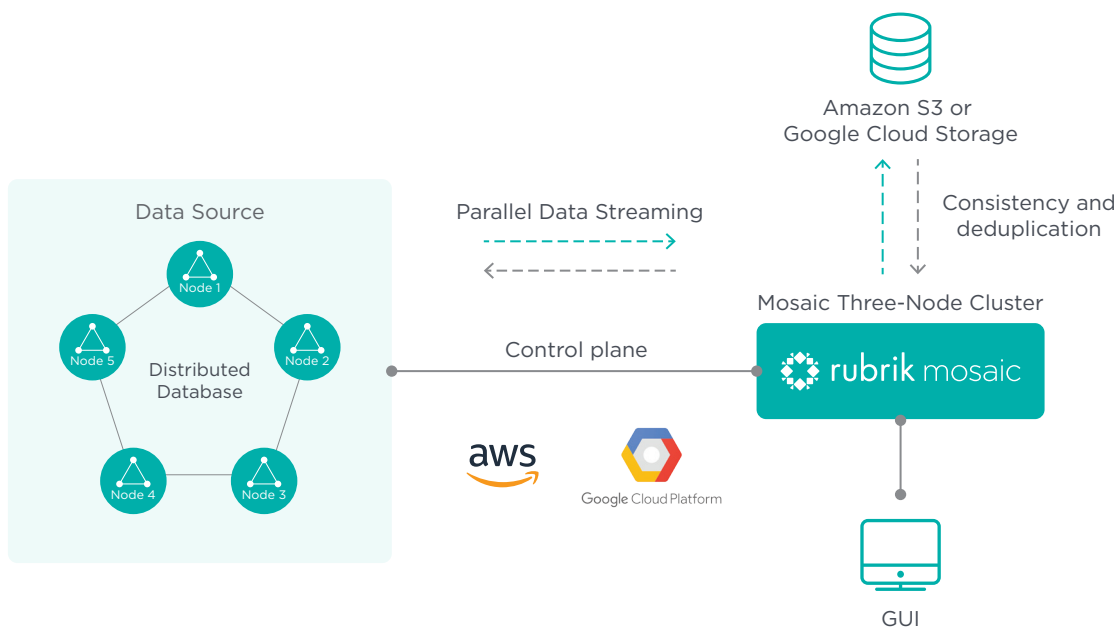 Amazon S3 or
Google Cloud Storage
Data Source
Parallel Data Streaming
Consistency and
deduplication
Node 1
Node 5
Node 2
Distributed
Database
Node 4
Node 3
Mosaic Three-Node Cluster
Control plane
rubrik mosaic
aws
Google Cloud Platform
GUI